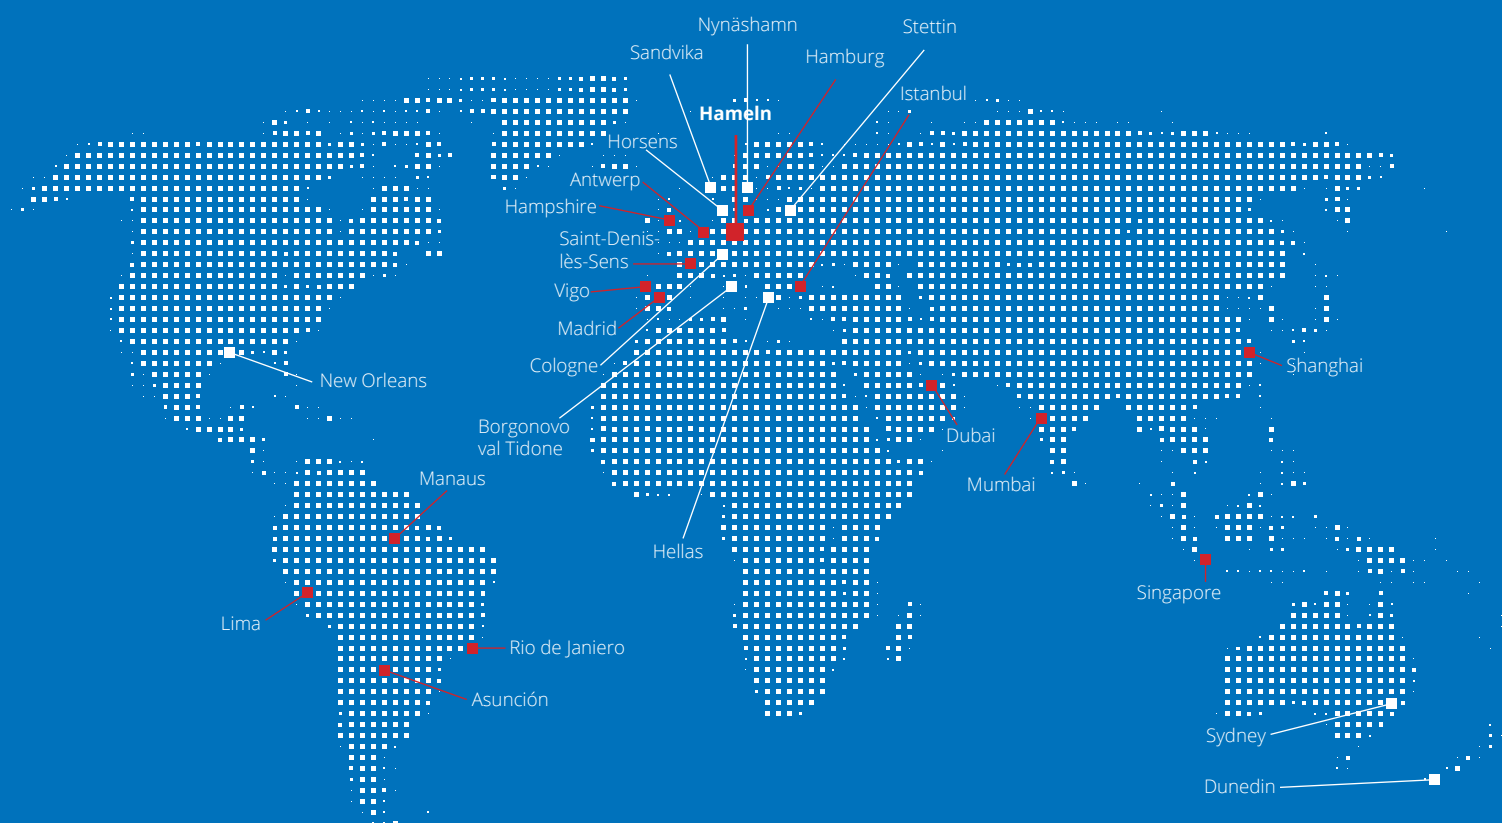 Nynäshamn
Stettin
Sandvika
Hamburg
Istanbul
Hameln
Horsens
Antwerp
Hampshire
Saint-Denis-
lès-Sens
Vigo
Madrid
Cologne
Shanghai
New Orleans
Borgonovo
val Tidone
Dubai
Manaus
Mumbai
Hellas
Singapore
Lima
Rio de Janiero
Asunción
Sydney
Dunedin